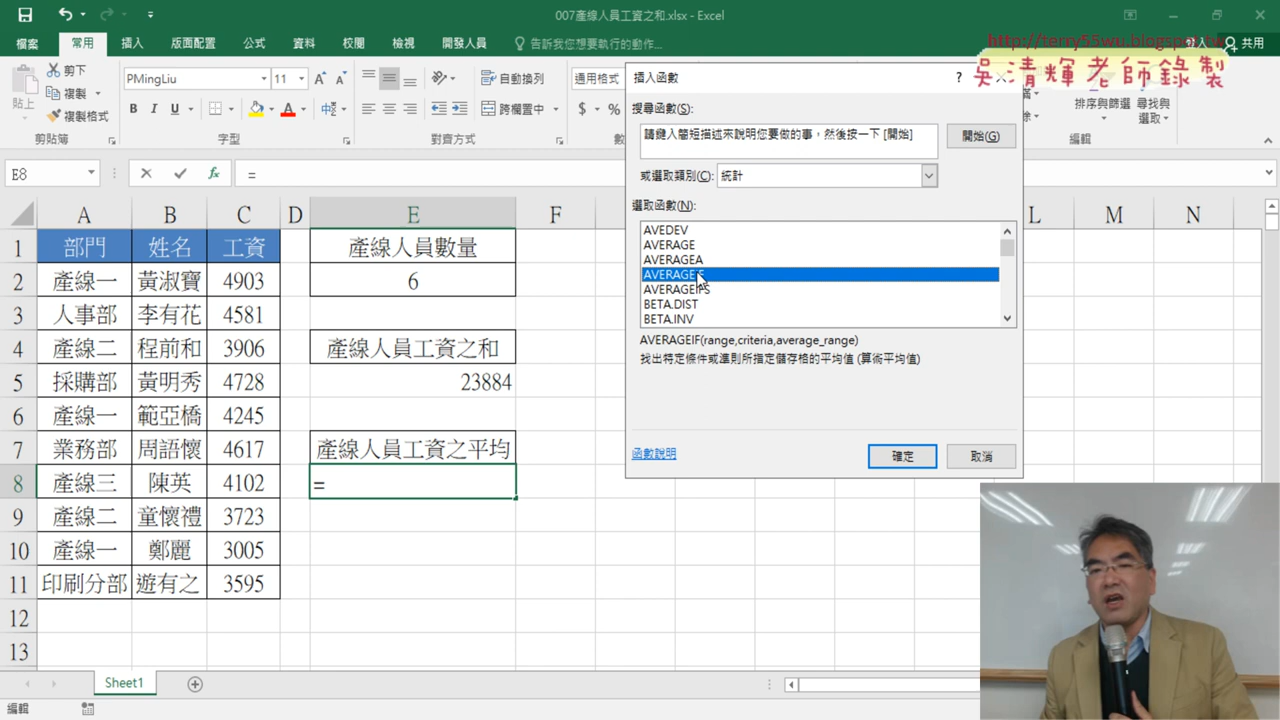 007產線人員工資之和.xlsx - Excel
http://terry55wu.blogspot.tw
吳清輝老師錄製
檔案 常用 插入 版面配置 公式 資料 校閱 檢視 開發人員 告訴我您想要執行的動作... 共用
貼上 剪下 複製 複製格式 剪貼簿
PMingLiu 11 B I U 字型
自動換列 跨欄置中 對齊方式
通用格式 $ %
排序與篩選 尋找與選取 編輯
E8 =
A B C D E F L M N
1 部門 姓名 工資 產線人員數量
2 產線一 黃淑寶 4903 6
3 人事部 李有花 4581
4 產線二 程前和 3906 產線人員工資之和
5 採購部 黃明秀 4728 23884
6 產線一 範亞橋 4245
7 業務部 周語懷 4617 產線人員工資之平均
8 產線三 陳英 4102 =
9 產線二 童懷禮 3723
10 產線一 鄭麗 3005
11 印刷分部 遊有之 3595
12
13
Sheet1
編輯
插入函數 ?
搜尋函數(S):
請鍵入簡短描述來說明您要做的事，然後按一下 [開始]
開始(G)
或選取類別(C): 統計
選取函數(N):
AVEDEV
AVERAGE
AVERAGEA
AVERAGEIF
AVERAGEIFS
BETA.DIST
BETA.INV
AVERAGEIF(range,criteria,average_range)
找出特定條件或準則所指定儲存格的平均值 (算術平均值)
函數說明 確定 取消